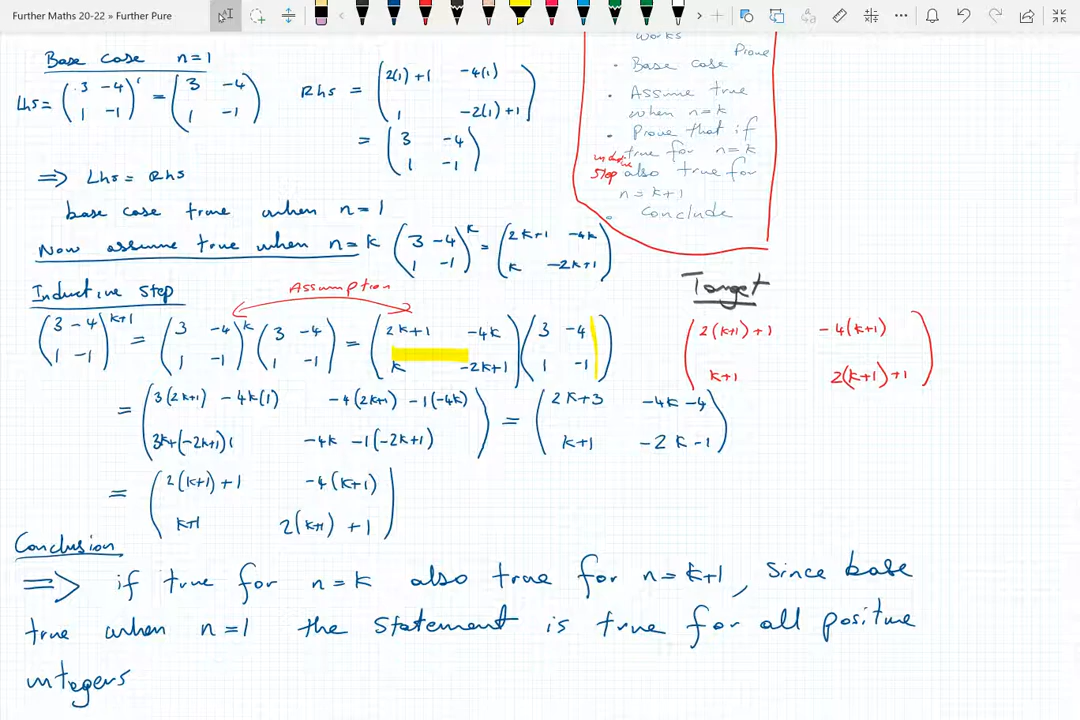 Further Maths 20-22 » Further Pure
works
Prove
· Base case
· Assume true
when n=k
· Prove that if
true for n=k
inductive
step also true for
n=k+1
· Conclude
Base case n=1
Lhs= (3 -4; 1 -1)^1 = (3 -4; 1 -1) Rhs = (2(1)+1 -4(1); 1 -2(1)+1)
= (3 -4; 1 -1)
⟹ Lhs = Rhs
base case true when n=1
Now assume true when n=k (3 -4; 1 -1)^k = (2k+1 -4k; k -2k+1)
Inductive Step
Assumption
Target
(3 -4; 1 -1)^k+1 = (3 -4; 1 -1)^k (3 -4; 1 -1) = (2k+1 -4k; k -2k+1)(3 -4; 1 -1)
(2(k+1)+1 -4(k+1); k+1 2(k+1)+1)
= (3(2k+1) -4k(1) -4(2k+1) -1(-4k); 3k+(-2k+1)1 -4k -1(-2k+1)) = (2k+3 -4k-4; k+1 -2k-1)
= (2(k+1)+1 -4(k+1); k+1 2(k+1)+1)
Conclusion
⟹ if true for n=k also true for n=k+1, since base
true when n=1 the statement is true for all positive
integers